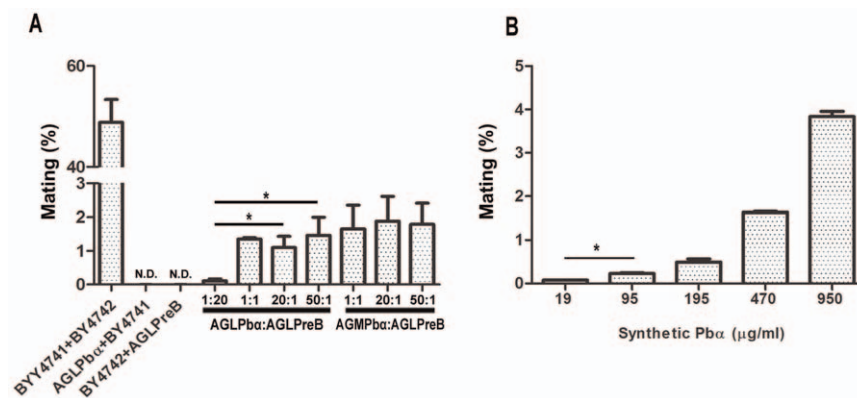 A
Mating (%)
60
40
3
2
1
0
N.D.
N.D.
*
*
1:20
1:1
20:1
50:1
1:1
20:1
50:1
AGLPbα:AGLPreB
AGMPbα:AGLPreB
BYY4741+BY4742
AGLPbα+BY4741
BY4742+AGLPreB
B
Mating (%)
5
4
3
2
1
0
*
19
95
195
470
950
Synthetic Pbα (µg/ml)